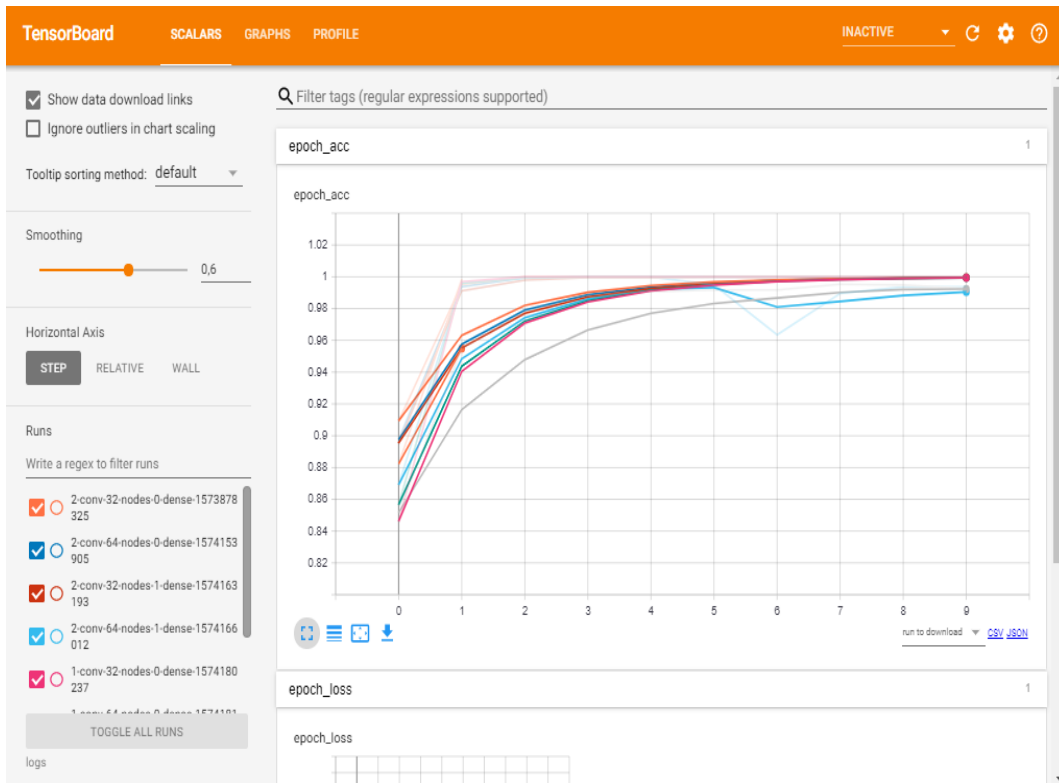 TensorBoard SCALARS GRAPHS PROFILE INACTIVE
Show data download links
Ignore outliers in chart scaling
Tooltip sorting method: default
Smoothing
0,6
Horizontal Axis
STEP RELATIVE WALL
Runs
Write a regex to filter runs
2-conv-32-nodes-0-dense-1573878
325
2-conv-64-nodes-0-dense-1574153
905
2-conv-32-nodes-1-dense-1574163
193
2-conv-64-nodes-1-dense-1574166
012
1-conv-32-nodes-0-dense-1574180
237
TOGGLE ALL RUNS
logs
Filter tags (regular expressions supported)
epoch_acc 1
epoch_acc
1.02
1
0.98
0.96
0.94
0.92
0.9
0.88
0.86
0.84
0.82
0 1 2 3 4 5 6 7 8 9
run to download CSV JSON
epoch_loss 1
epoch_loss